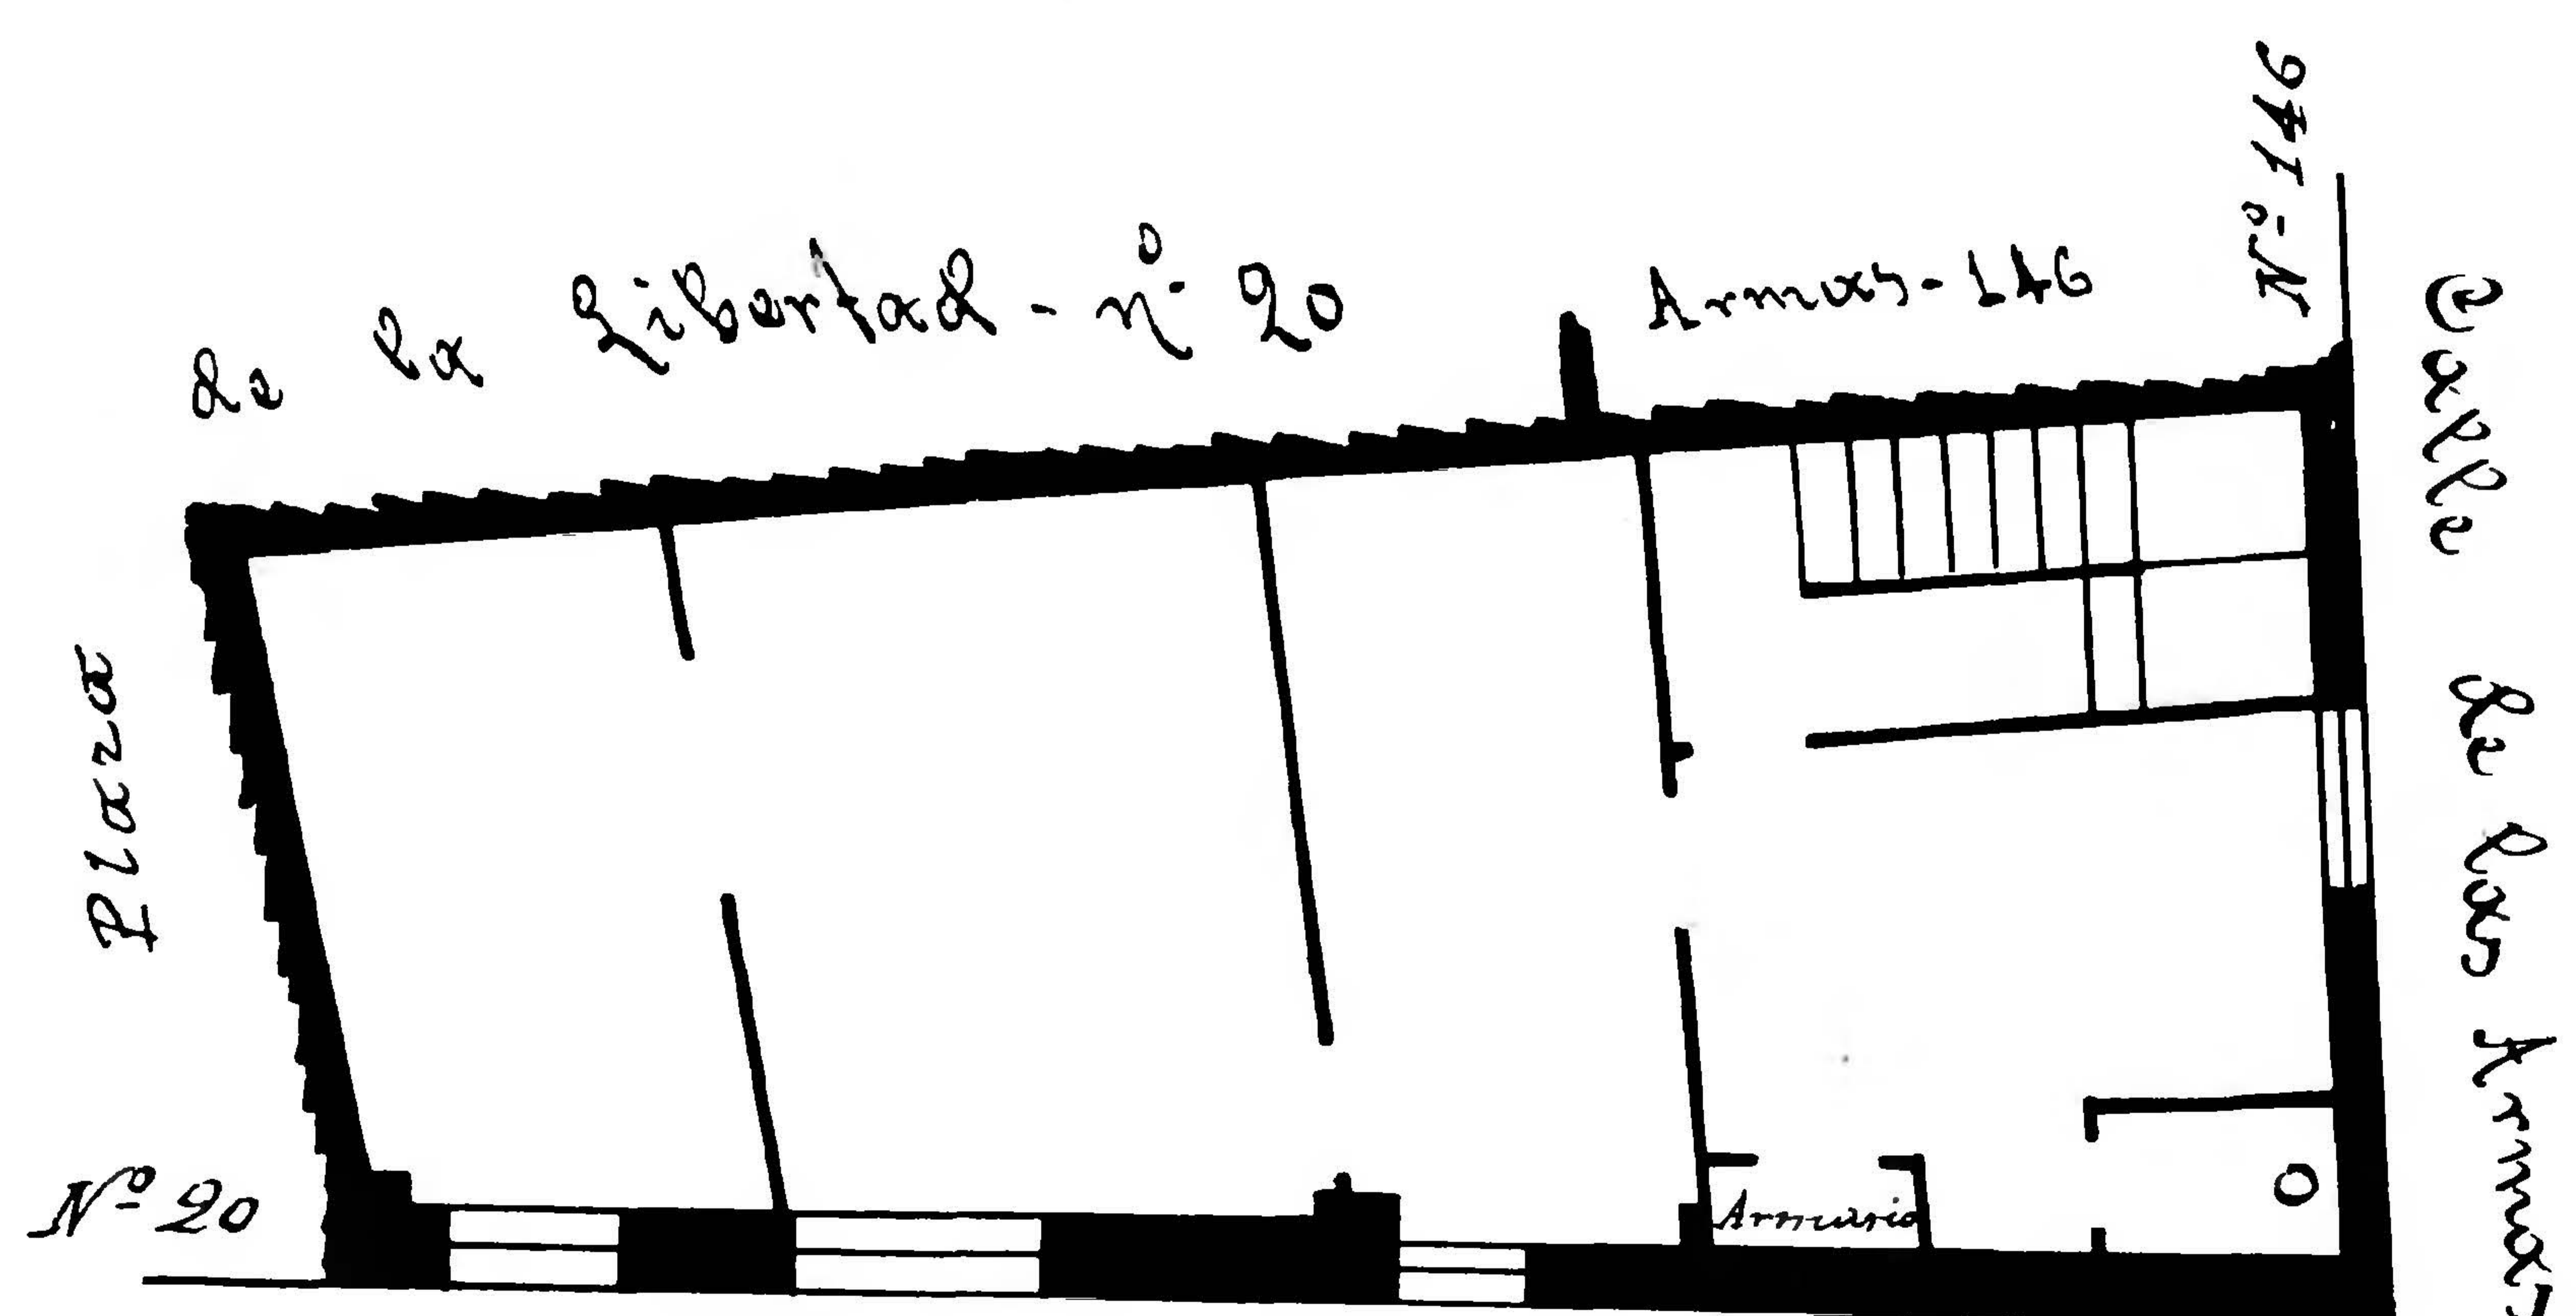 Nº 146
de la Libertad - nº 20
Armas - 146
Calle de las Armas
Plaza
Nº 20
Armario
O